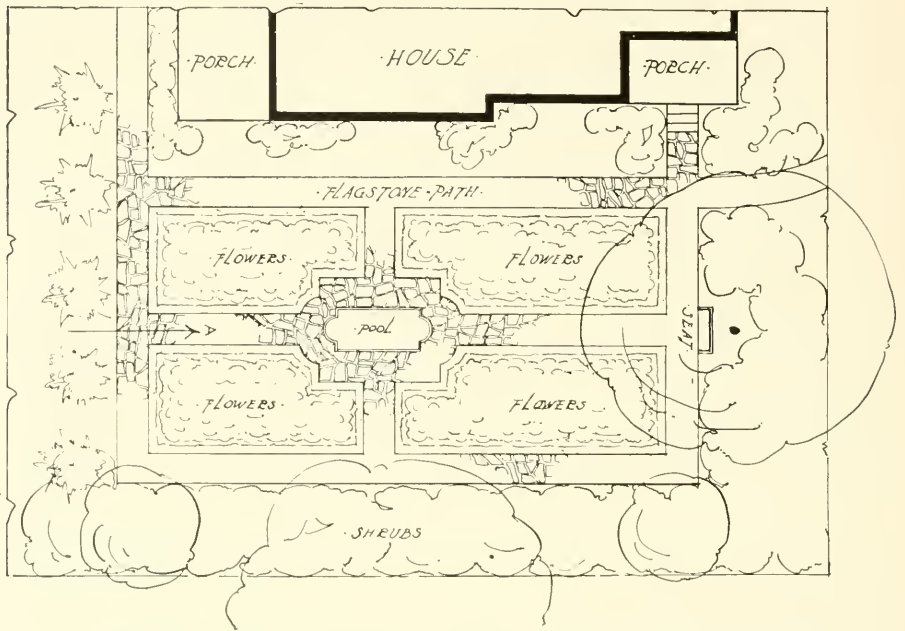 ·PORCH·
·HOUSE·
·PORCH·
·FLAGSTONE·PATH·
·FLOWERS·
·FLOWERS·
·POOL·
A
SEAT
·FLOWERS·
·FLOWERS·
·SHRUBS